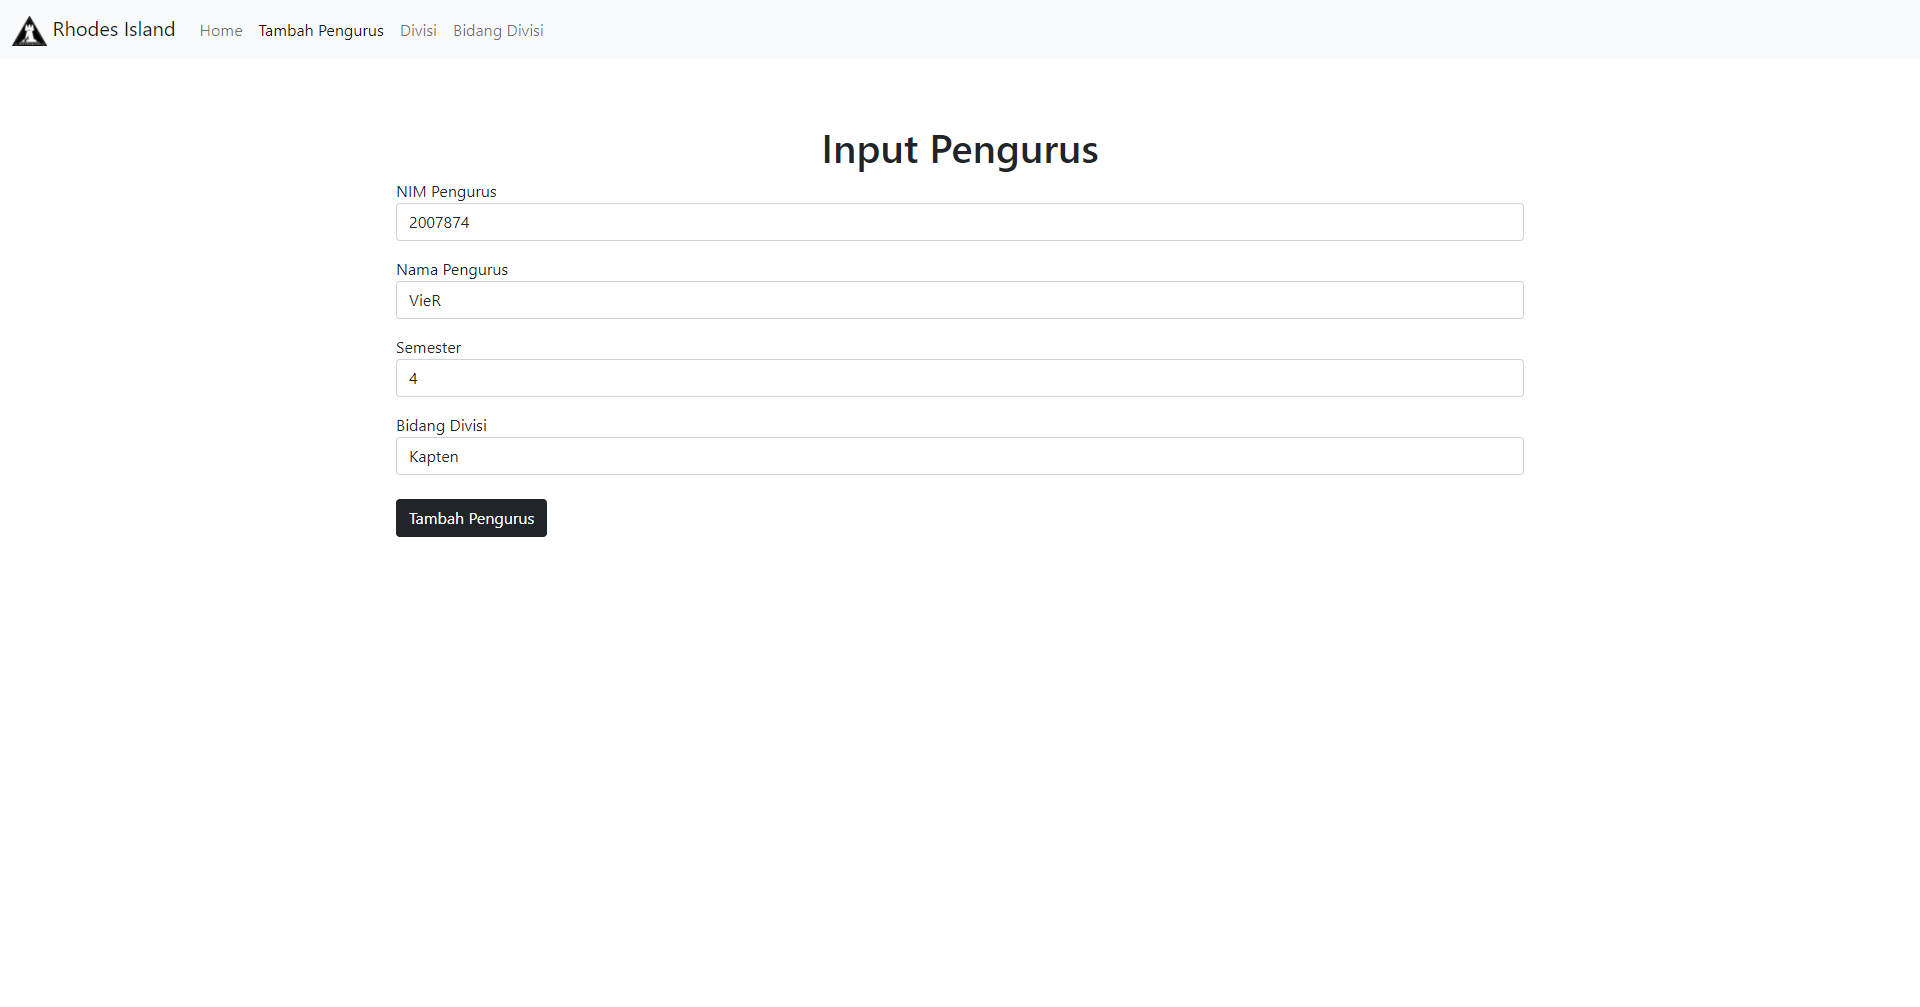 Rhodes Island Home Tambah Pengurus Divisi Bidang Divisi
Input Pengurus
NIM Pengurus
2007874
Nama Pengurus
VieR
Semester
4
Bidang Divisi
Kapten
Tambah Pengurus